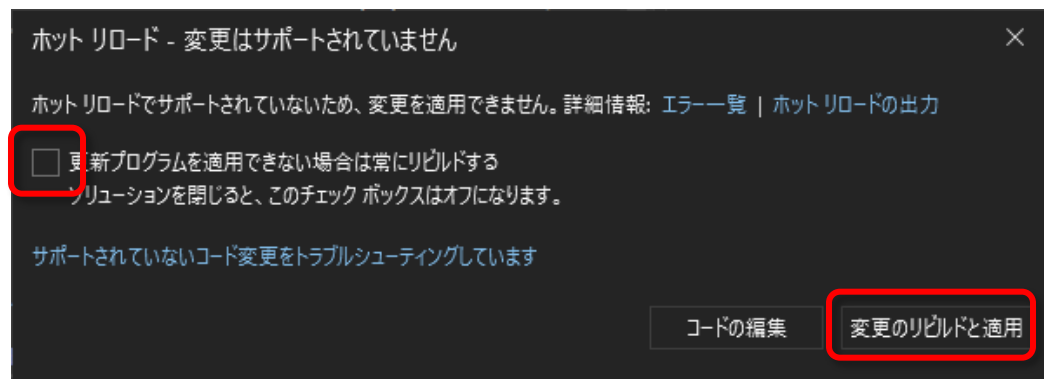 ホット リロード - 変更はサポートされていません
ホット リロードでサポートされていないため、変更を適用できません。詳細情報: エラー一覧 | ホット リロードの出力
更新プログラムを適用できない場合は常にリビルドする
ソリューションを閉じると、このチェック ボックスはオフになります。
サポートされていないコード変更をトラブルシューティングしています
コードの編集
変更のリビルドと適用